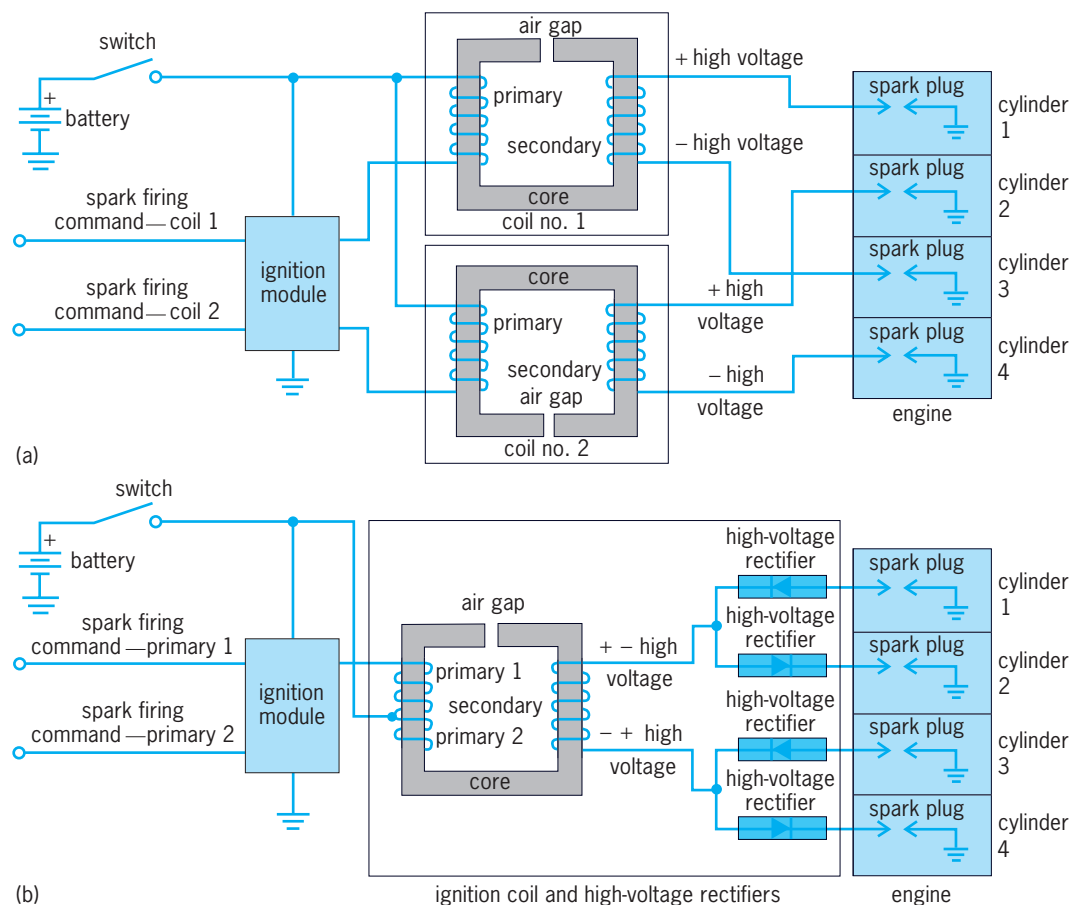 air gap
switch
+ high voltage
spark plug
cylinder
1
+
battery
primary
secondary
− high voltage
spark plug
cylinder
2
spark firing
command—coil 1
core
coil no. 1
ignition
module
spark plug
cylinder
3
core
spark firing
command—coil 2
primary
+ high
voltage
secondary
air gap
− high
voltage
spark plug
cylinder
4
engine
coil no. 2
(a)
switch
high-voltage
rectifier
spark plug
cylinder
1
+
battery
air gap
high-voltage
rectifier
spark plug
cylinder
2
spark firing
command—primary 1
+ − high
voltage
primary 1
secondary
primary 2
ignition
module
spark firing
command—primary 2
high-voltage
rectifier
spark plug
cylinder
3
− + high
voltage
core
high-voltage
rectifier
spark plug
cylinder
4
(b)
ignition coil and high-voltage rectifiers
engine